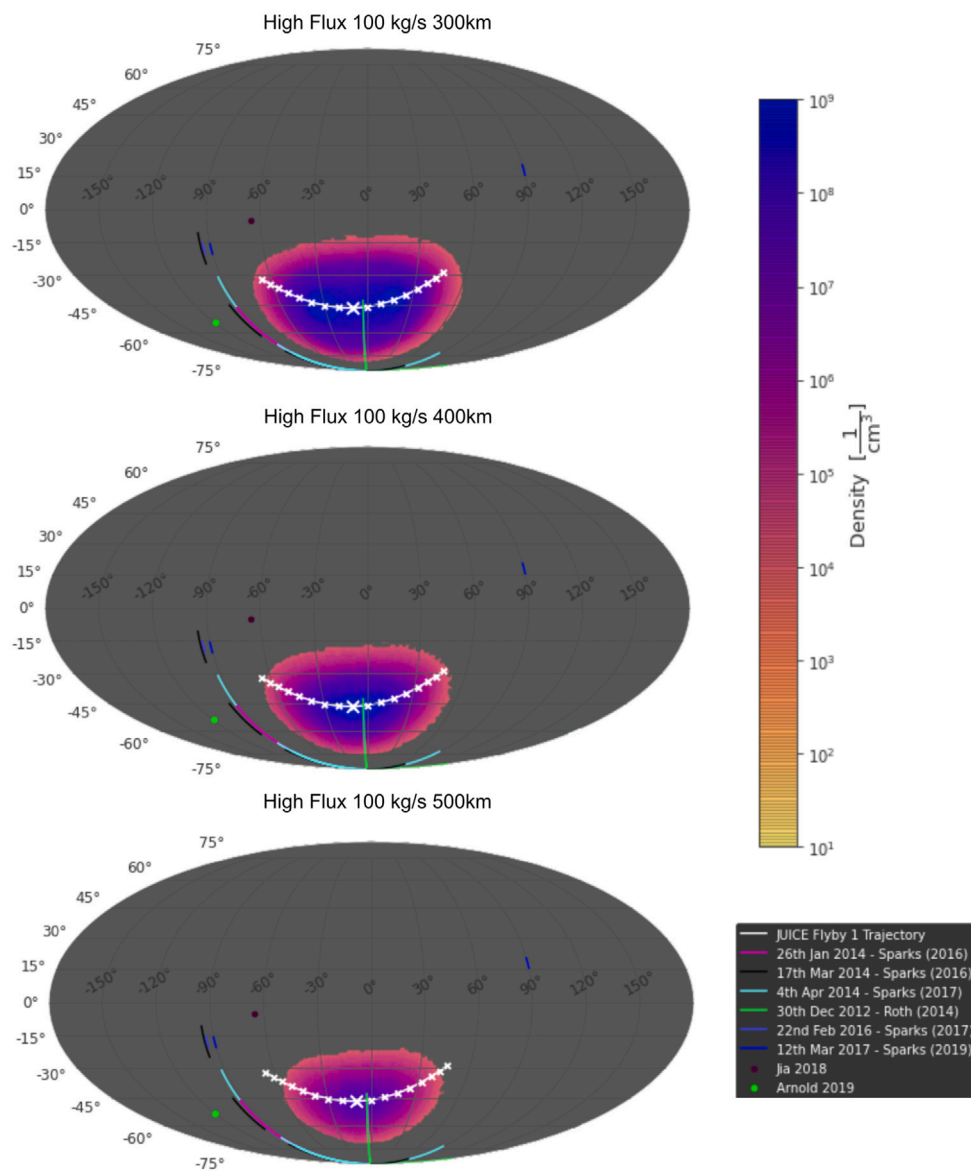 High Flux 100 kg/s 300km
75°
60°
45°
30°
15°
0°
-15°
-30°
-45°
-60°
-75°
-150° -120° -90° -60° -30° 0° 30° 60° 90° 120° 150°
High Flux 100 kg/s 400km
75°
60°
45°
30°
15°
0°
-15°
-30°
-45°
-60°
-75°
-150° -120° -90° -60° -30° 0° 30° 60° 90° 120° 150°
High Flux 100 kg/s 500km
75°
60°
45°
30°
15°
0°
-15°
-30°
-45°
-60°
-75°
-150° -120° -90° -60° -30° 0° 30° 60° 90° 120° 150°
10⁹
10⁸
10⁷
10⁶
10⁵
10⁴
10³
10²
10¹
Density [1/cm³]
JUICE Flyby 1 Trajectory
26th Jan 2014 - Sparks (2016)
17th Mar 2014 - Sparks (2016)
4th Apr 2014 - Sparks (2017)
30th Dec 2012 - Roth (2014)
22nd Feb 2016 - Sparks (2017)
12th Mar 2017 - Sparks (2019)
Jia 2018
Arnold 2019